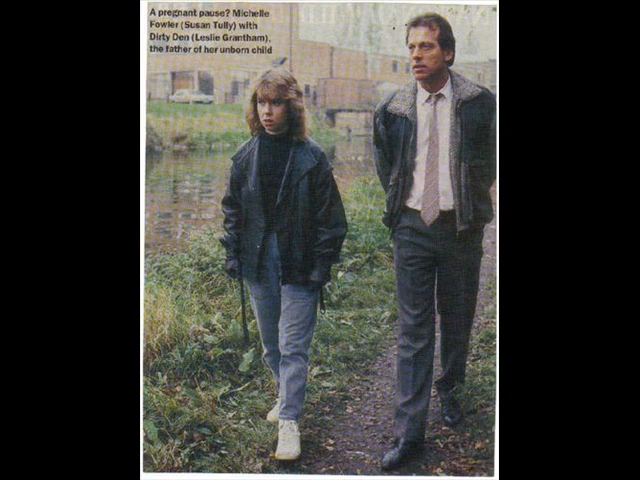 A pregnant pause? Michelle
Fowler (Susan Tully) with
Dirty Den (Leslie Grantham),
the father of her unborn child